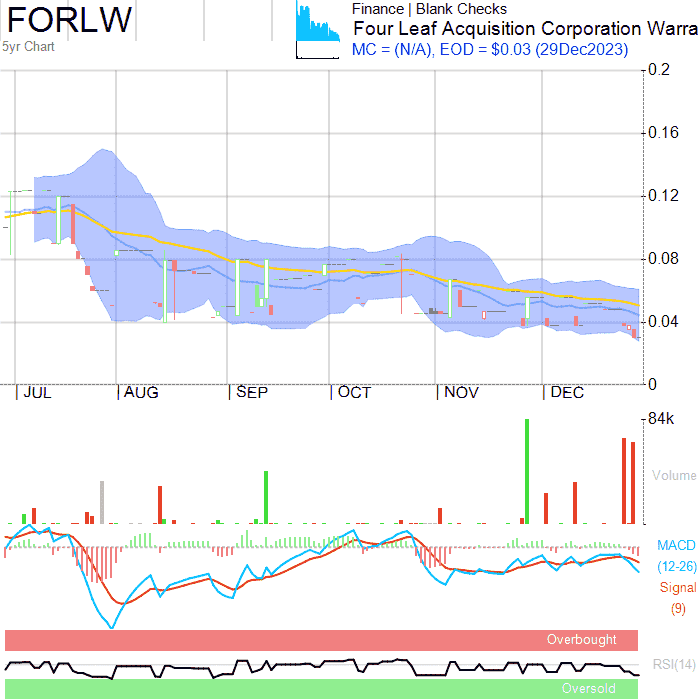 FORLW
5yr Chart
Finance | Blank Checks
Four Leaf Acquisition Corporation Warra
MC = (N/A), EOD = $0.03 (29Dec2023)
0.2
0.16
0.12
0.08
0.04
0
JUL AUG SEP OCT NOV DEC
84k
Volume
MACD
(12-26)
Signal
(9)
Overbought
RSI(14)
Oversold